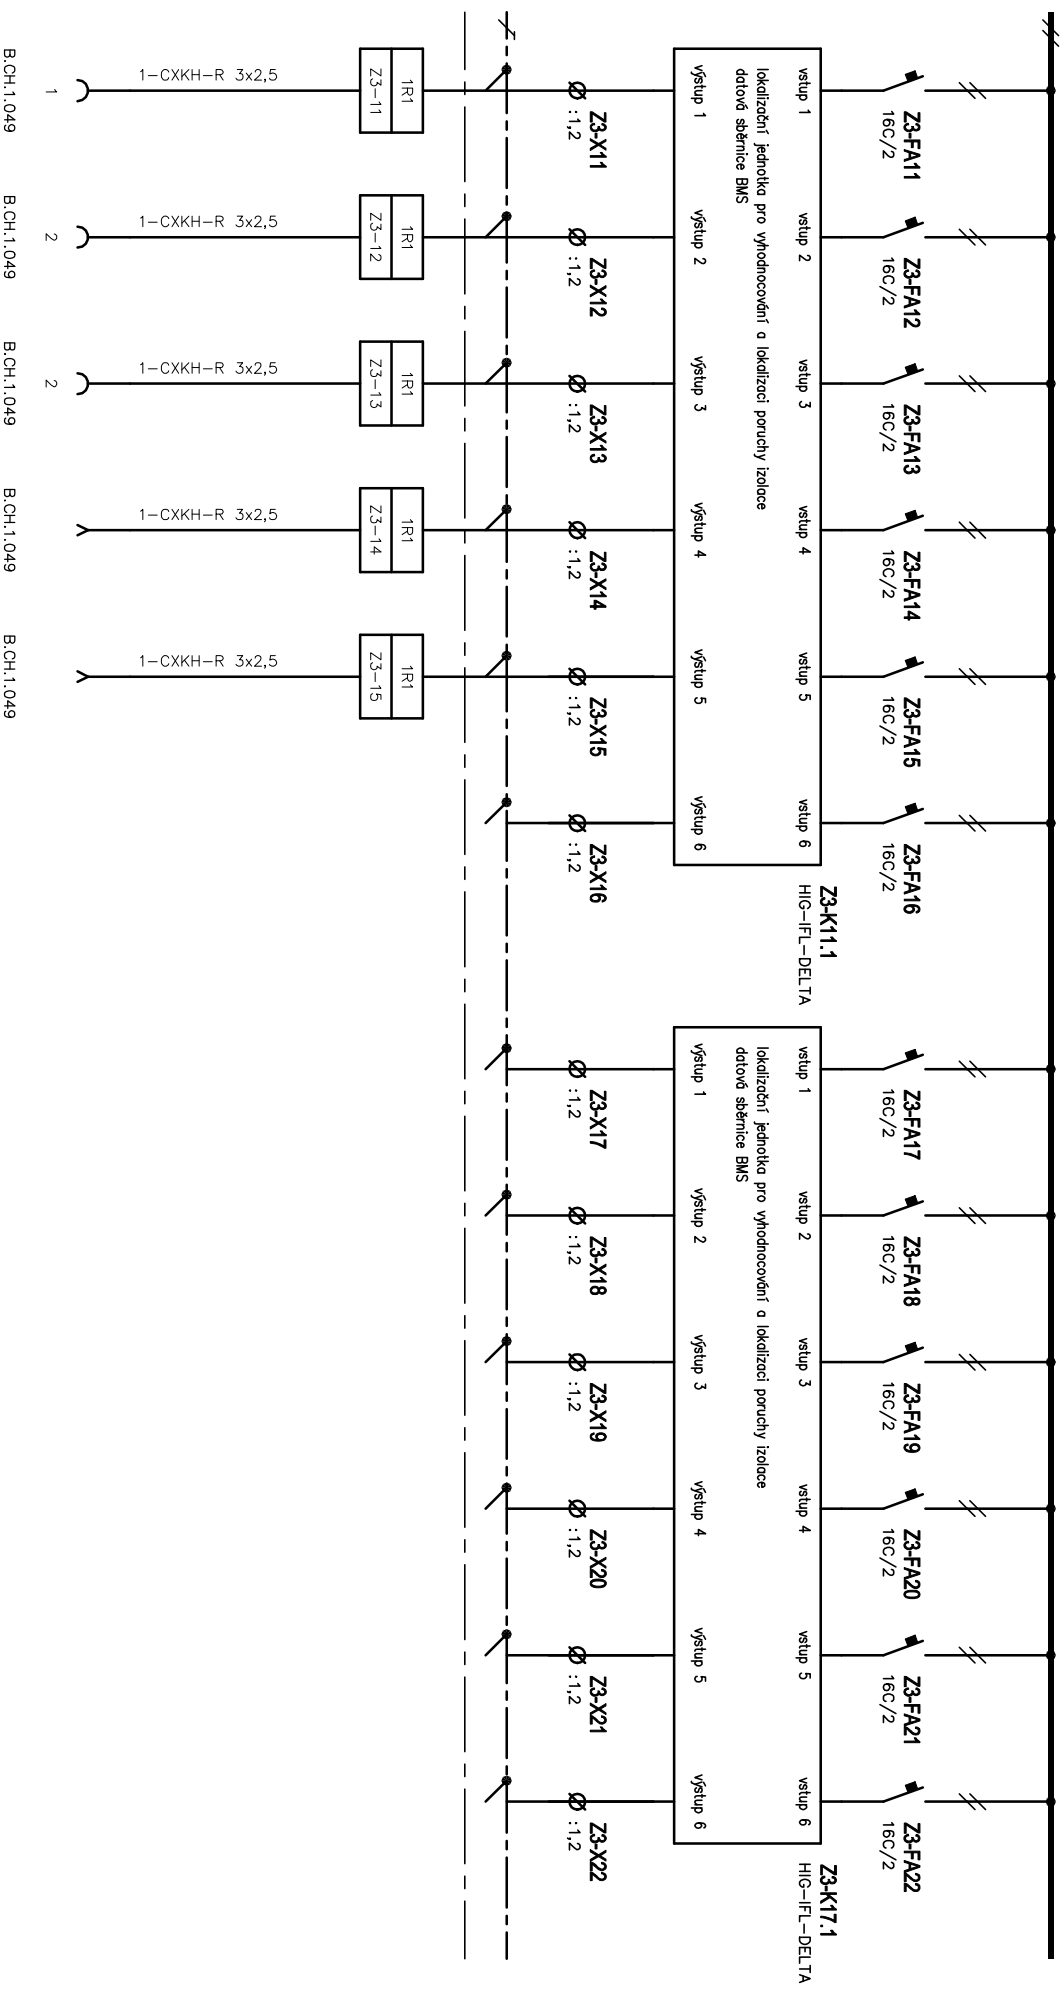 Z3-FA11
16C/2
Z3-FA12
16C/2
Z3-FA13
16C/2
Z3-FA14
16C/2
Z3-FA15
16C/2
Z3-FA16
16C/2
Z3-FA17
16C/2
Z3-FA18
16C/2
Z3-FA19
16C/2
Z3-FA20
16C/2
Z3-FA21
16C/2
Z3-FA22
16C/2
Z3-K11.1
HIG-IFL-DELTA
vstup 1
vstup 2
vstup 3
vstup 4
vstup 5
vstup 6
lokalizační jednotka pro vyhodnocování a lokalizaci poruchy izolace
datová sběrnice BMS
výstup 1
výstup 2
výstup 3
výstup 4
výstup 5
výstup 6
Z3-K17.1
HIG-IFL-DELTA
vstup 1
vstup 2
vstup 3
vstup 4
vstup 5
vstup 6
lokalizační jednotka pro vyhodnocování a lokalizaci poruchy izolace
datová sběrnice BMS
výstup 1
výstup 2
výstup 3
výstup 4
výstup 5
výstup 6
Z3-X11
:1,2
Z3-X12
:1,2
Z3-X13
:1,2
Z3-X14
:1,2
Z3-X15
:1,2
Z3-X16
:1,2
Z3-X17
:1,2
Z3-X18
:1,2
Z3-X19
:1,2
Z3-X20
:1,2
Z3-X21
:1,2
Z3-X22
:1,2
1R1
Z3-11
1R1
Z3-12
1R1
Z3-13
1R1
Z3-14
1R1
Z3-15
1-CXKH-R 3x2,5
1-CXKH-R 3x2,5
1-CXKH-R 3x2,5
1-CXKH-R 3x2,5
1-CXKH-R 3x2,5
1
2
2
B.CH.1.049
B.CH.1.049
B.CH.1.049
B.CH.1.049
B.CH.1.049